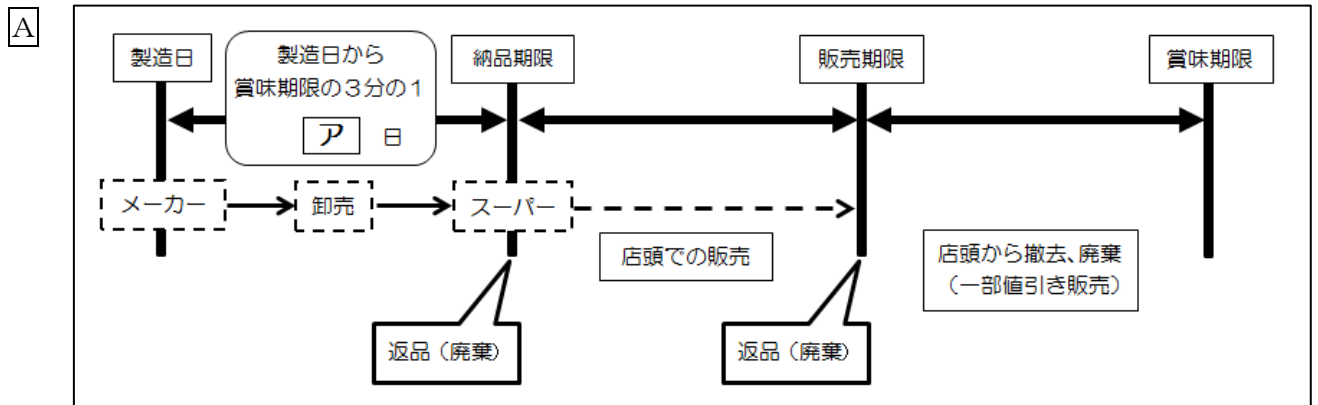 A
製造日
製造日から
賞味期限の3分の1
ア 日
納品期限
販売期限
賞味期限
メーカー
卸売
スーパー
店頭での販売
店頭から撤去、廃棄
（一部値引き販売）
返品（廃棄）
返品（廃棄）